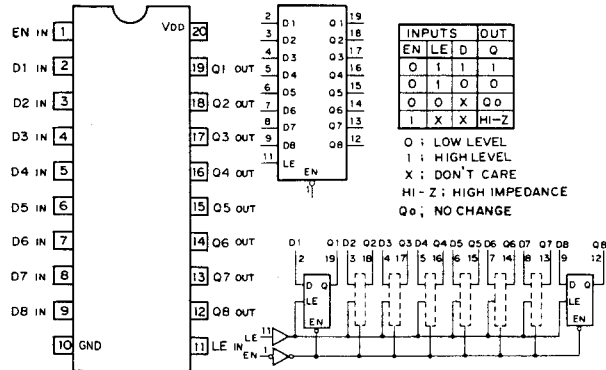 EN IN 1 20 VDD
D1 IN 2 19 Q1 OUT
D2 IN 3 18 Q2 OUT
D3 IN 4 17 Q3 OUT
D4 IN 5 16 Q4 OUT
D5 IN 6 15 Q5 OUT
D6 IN 7 14 Q6 OUT
D7 IN 8 13 Q7 OUT
D8 IN 9 12 Q8 OUT
10 GND 11 LE IN
2 D1 Q1 19
3 D2 Q2 18
4 D3 Q3 17
5 D4 Q4 16
6 D5 Q5 15
7 D6 Q6 14
8 D7 Q7 13
9 D8 Q8 12
11 LE
EN
1
INPUTS OUT
EN LE D Q
0 1 1 1
0 1 0 0
0 0 X Qo
1 X X HI-Z
0 ; LOW LEVEL
1 ; HIGH LEVEL
X ; DON'T CARE
HI-Z ; HIGH IMPEDANCE
Qo ; NO CHANGE
D1 Q1 D2 Q2 D3 Q3 D4 Q4 D5 Q5 D6 Q6 D7 Q7 D8 Q8
2 19 3 18 4 17 5 16 6 15 7 14 8 13 9 12
D Q D Q
LE LE
EN EN
LE 11
EN 1